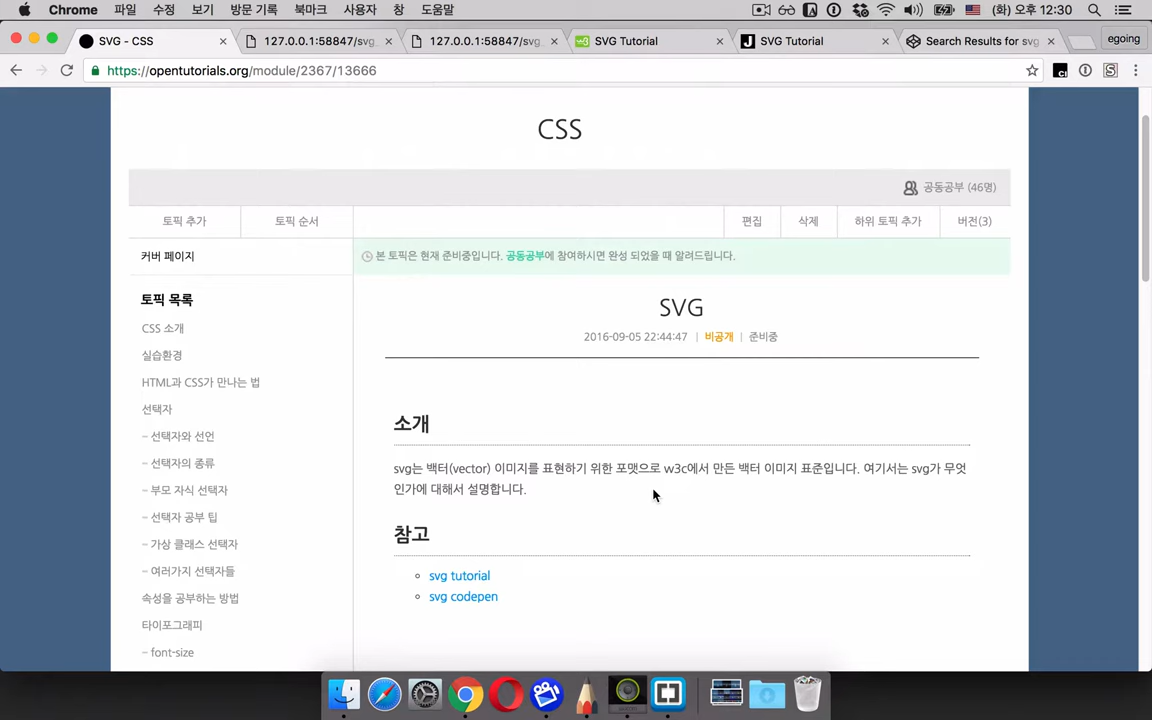 Chrome 파일 수정 보기 방문 기록 북마크 사용자 창 도움말 (화) 오후 12:30
SVG - CSS 127.0.0.1:58847/svg 127.0.0.1:58847/svg. SVG Tutorial SVG Tutorial Search Results for svg egoing
https://opentutorials.org/module/2367/13666
CSS
공동공부 (46명)
토픽 추가 토픽 순서 편집 삭제 하위 토픽 추가 버전(3)
커버 페이지
본 토픽은 현재 준비중입니다. 공동공부에 참여하시면 완성 되었을 때 알려드립니다.
토픽 목록
CSS 소개
실습환경
HTML과 CSS가 만나는 법
선택자
– 선택자와 선언
– 선택자의 종류
– 부모 자식 선택자
– 선택자 공부 팁
– 가상 클래스 선택자
– 여러가지 선택자들
속성을 공부하는 방법
타이포그래피
– font-size
SVG
2016-09-05 22:44:47 | 비공개 | 준비중
소개
svg는 백터(vector) 이미지를 표현하기 위한 포맷으로 w3c에서 만든 백터 이미지 표준입니다. 여기서는 svg가 무엇
인가에 대해서 설명합니다.
참고
svg tutorial
svg codepen